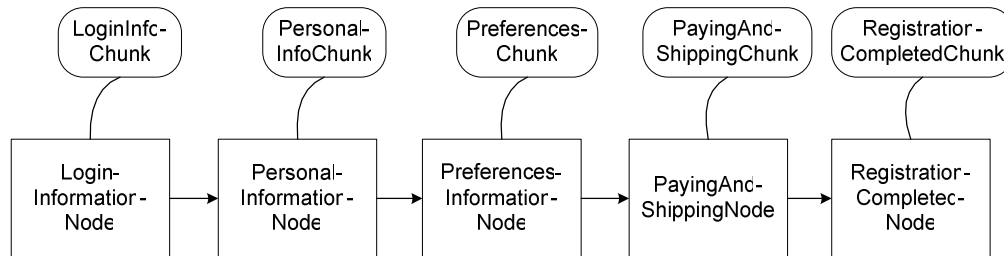 LoginInfo-
Chunk
Personal-
InfoChunk
Preferences-
Chunk
PayingAnd-
ShippingChunk
Registration-
CompletedChunk
Login-
Information-
Node
Personal-
Information-
Node
Preferences-
Information-
Node
PayingAnd-
ShippingNode
Registration-
Completed-
Node